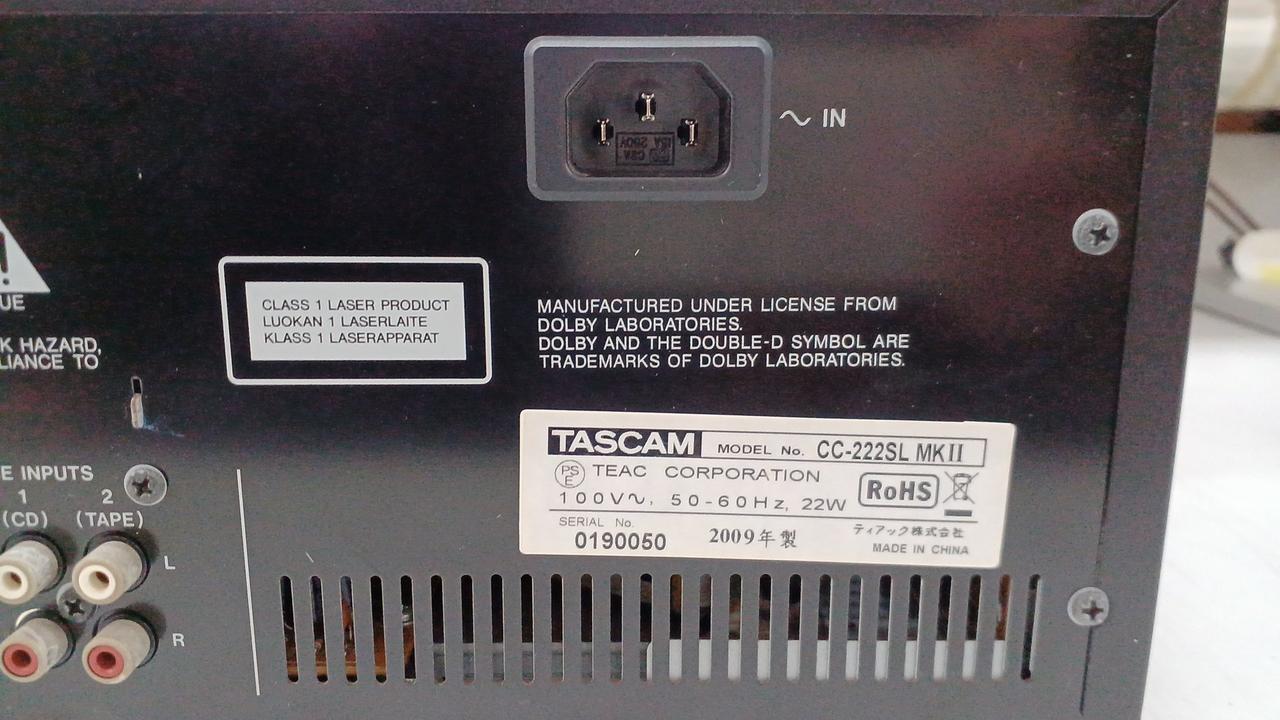 IN
!
UE
K HAZARD,
LIANCE TO
CLASS 1 LASER PRODUCT
LUOKAN 1 LASERLAITE
KLASS 1 LASERAPPARAT
MANUFACTURED UNDER LICENSE FROM
DOLBY LABORATORIES.
DOLBY AND THE DOUBLE-D SYMBOL ARE
TRADEMARKS OF DOLBY LABORATORIES.
TASCAM MODEL No. CC-222SL MKII
PS E TEAC CORPORATION
100V~, 50-60Hz, 22W
RoHS
SERIAL No.
0190050
2009年製
ティアック株式会社
MADE IN CHINA
E INPUTS
1 2
(CD) (TAPE)
L
R